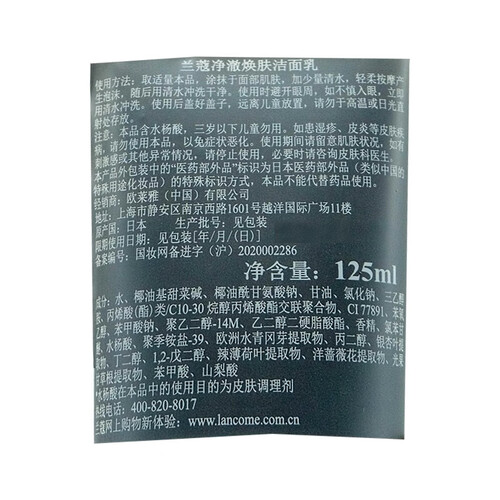 兰蔻净澈焕肤洁面乳
使用方法：取适量本品，涂抹于面部肌肤，加少量清水，轻柔按摩产
生泡沫，随后用清水冲洗干净。使用时避开眼周，如不慎入眼，立即
用清水冲洗。使用后盖好盖子，远离儿童放置，请勿于高温或日光直
射处存放。
注意：本品含水杨酸，三岁以下儿童勿用。如患湿疹、皮炎等皮肤疾
病，请勿使用本品，以免症状恶化。使用期间请留意肌肤状况，如有
刺激感或其他异常情况，请停止使用，必要时请咨询皮肤科医生。
本产品外包装中的“医药部外品”标识为日本医药部外品（类似中国的
特殊用途化妆品）的特殊标识方式，本品不能代替药品使用。
经销商：欧莱雅（中国）有限公司
地址：上海市静安区南京西路1601号越洋国际广场11楼
原产国：日本 生产批号：见包装
限期使用日期：见包装[年/月/(日)]
备案编号：国妆网备进字（沪）2020002286
净含量：125ml
成分：水、椰油基甜菜碱、椰油酰甘氨酸钠、甘油、氯化钠、三乙醇
胺、丙烯酸(酯)类/C10-30 烷醇丙烯酸酯交联聚合物、CI 77891、苯氧
乙醇、苯甲酸钠、聚乙二醇-14M、乙二醇二硬脂酸酯、香精、氯苯甘
醚、水杨酸、聚季铵盐-39、欧洲水青冈芽提取物、丙二醇、银杏叶提
取物、丁二醇、1,2-戊二醇、辣薄荷叶提取物、洋蔷薇花提取物、光果
甘草根提取物、苯甲酸、山梨酸
*水杨酸在本品中的使用目的为皮肤调理剂
热线电话：400-820-8017
兰蔻网上购物新体验：www.lancome.com.cn